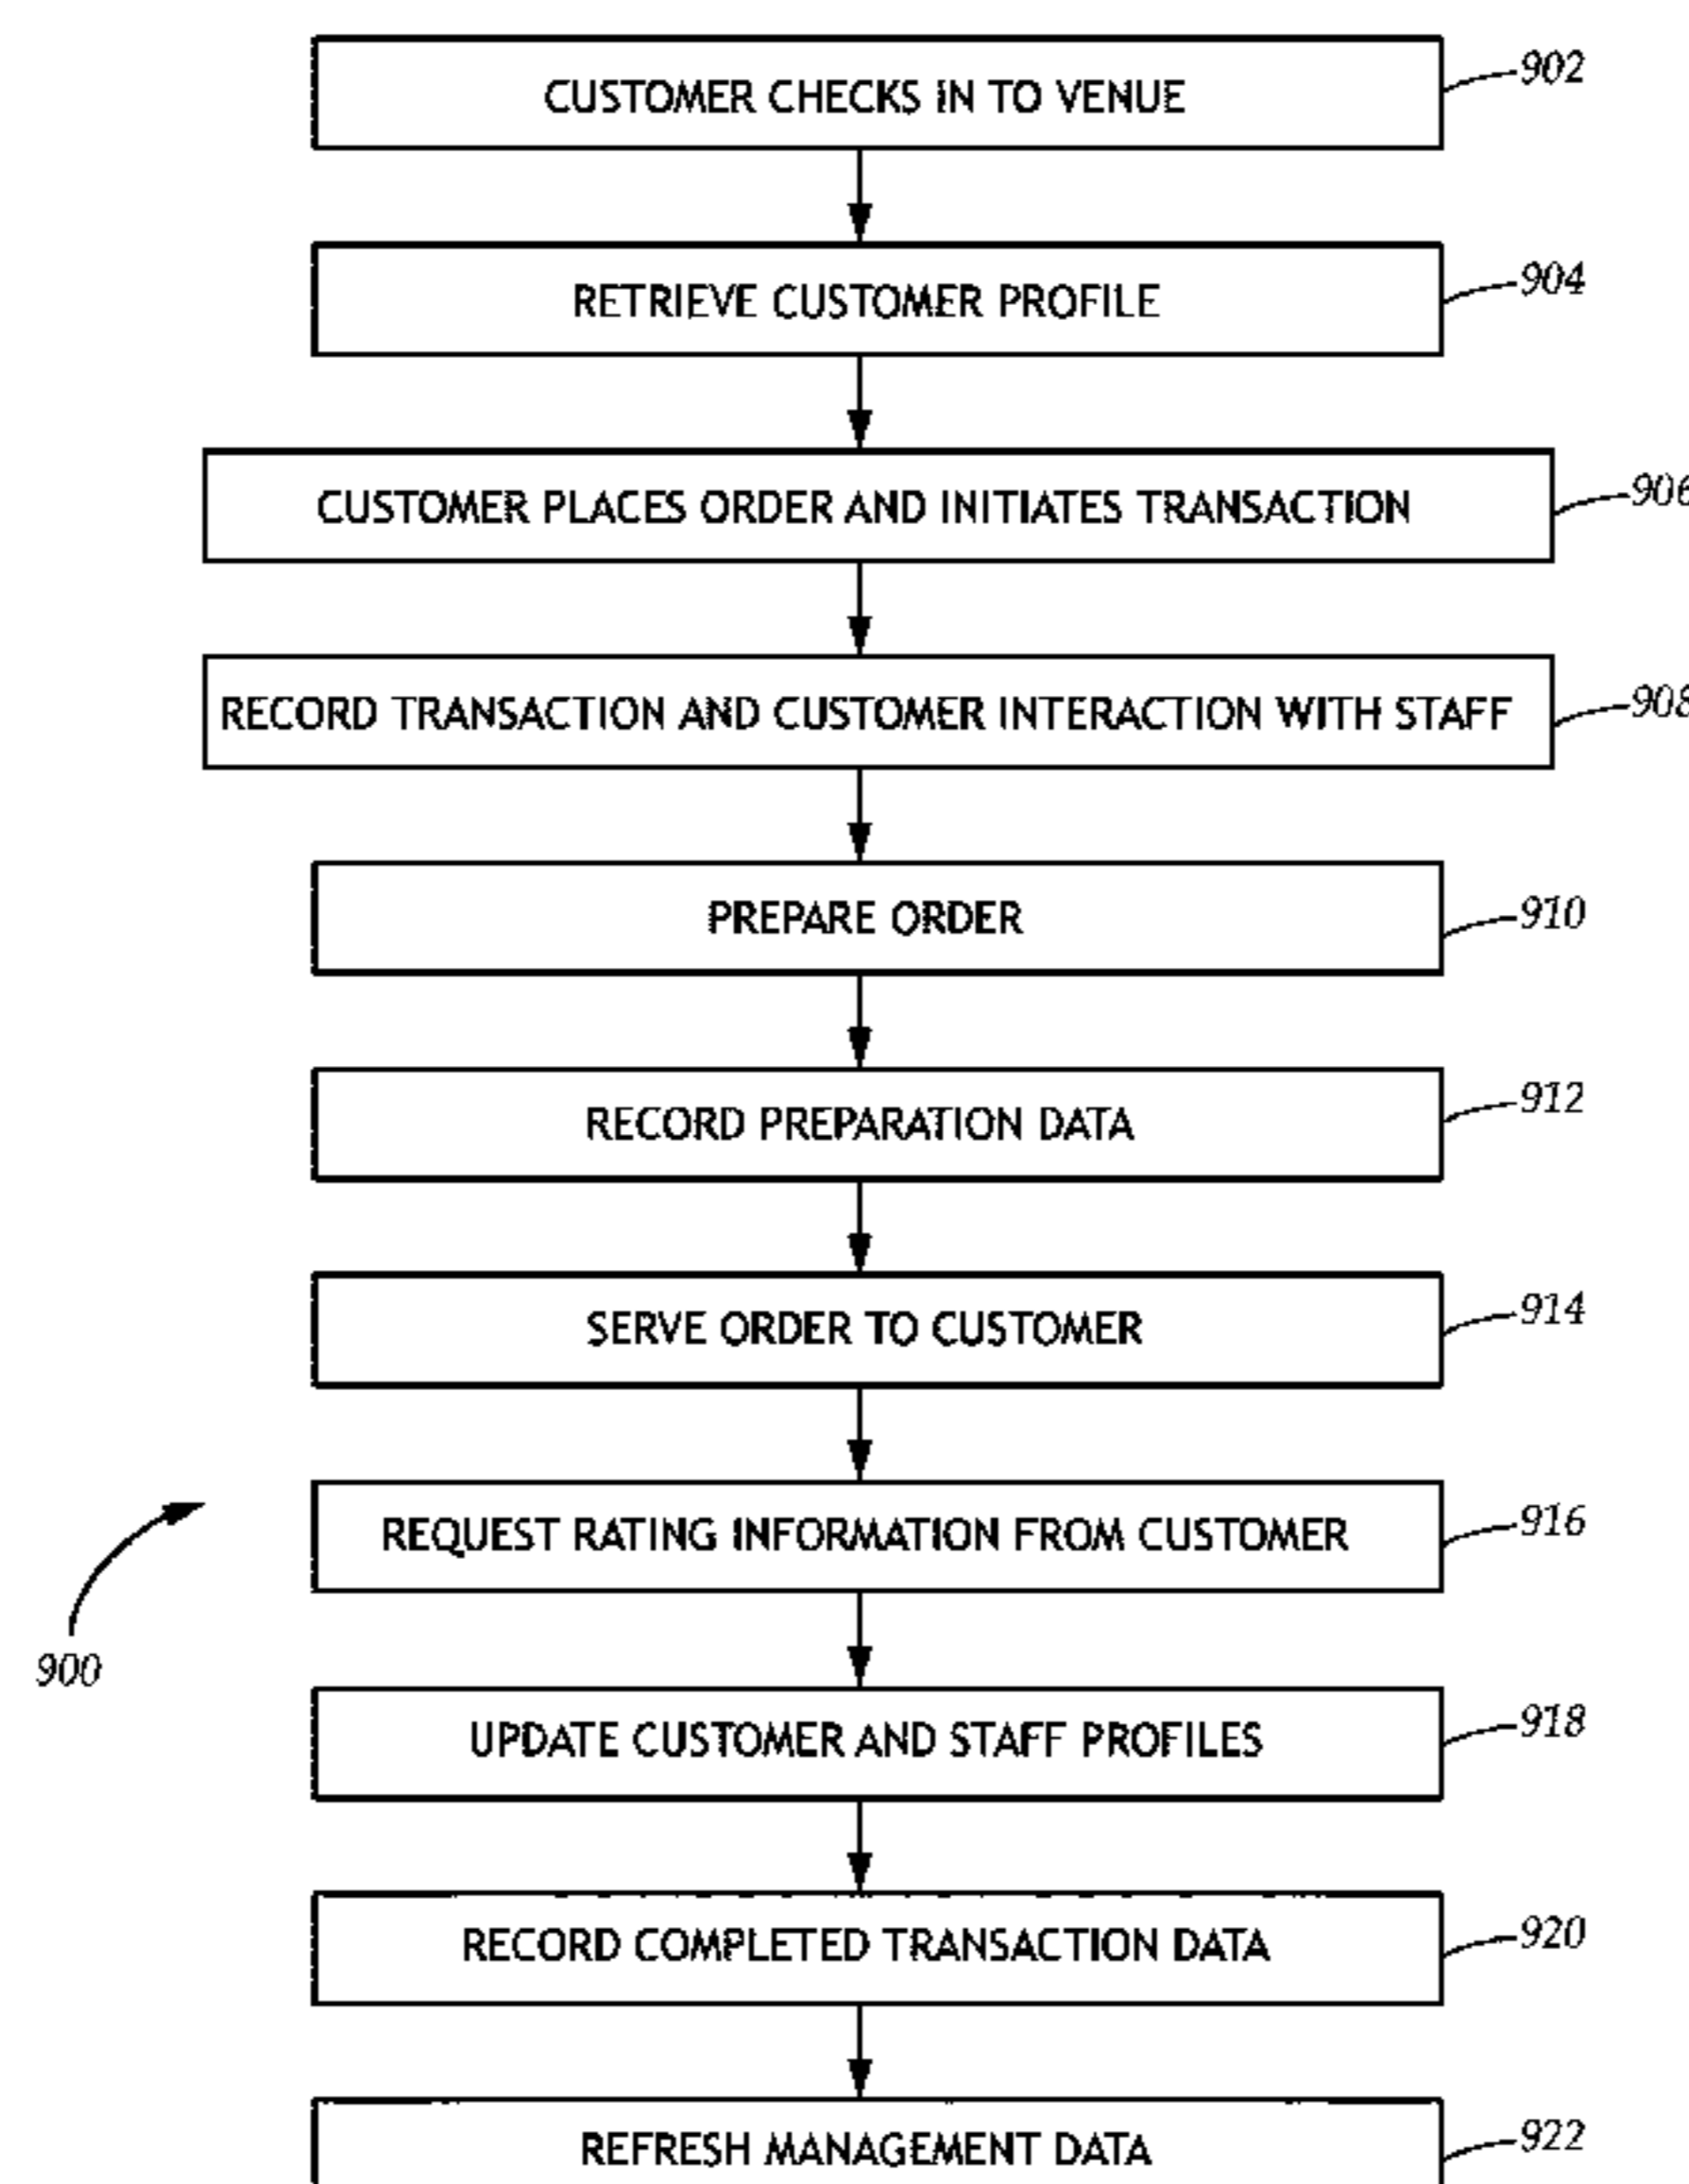 CUSTOMER CHECKS IN TO VENUE
902
RETRIEVE CUSTOMER PROFILE
904
CUSTOMER PLACES ORDER AND INITIATES TRANSACTION
906
RECORD TRANSACTION AND CUSTOMER INTERACTION WITH STAFF
908
PREPARE ORDER
910
RECORD PREPARATION DATA
912
SERVE ORDER TO CUSTOMER
914
REQUEST RATING INFORMATION FROM CUSTOMER
916
900
UPDATE CUSTOMER AND STAFF PROFILES
918
RECORD COMPLETED TRANSACTION DATA
920
REFRESH MANAGEMENT DATA
922